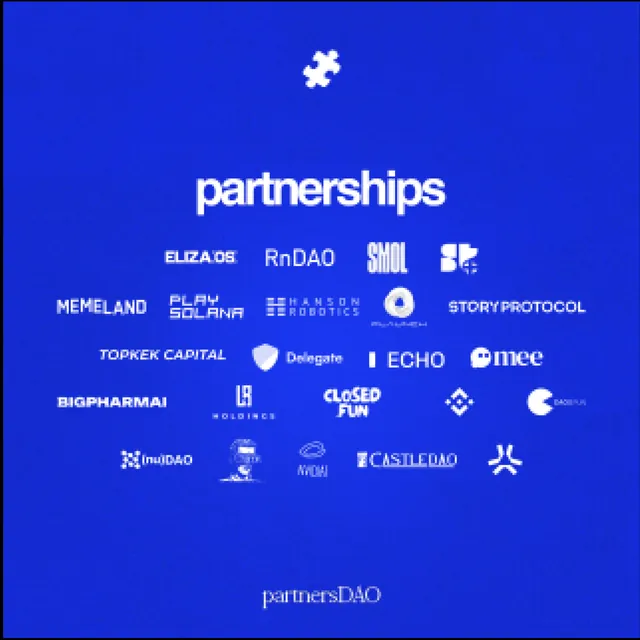 partnerships
ELIZA.OS RnDAO SMOL
MEMELAND PLAY SOLANA HANSON ROBOTICS STORY PROTOCOL
TOPKEK CAPITAL Delegate ECHO mee
BIGPHARMAI HOLDINGS CLOSED FUN
(nu)DAO CASTLEDAO
partnersDAO